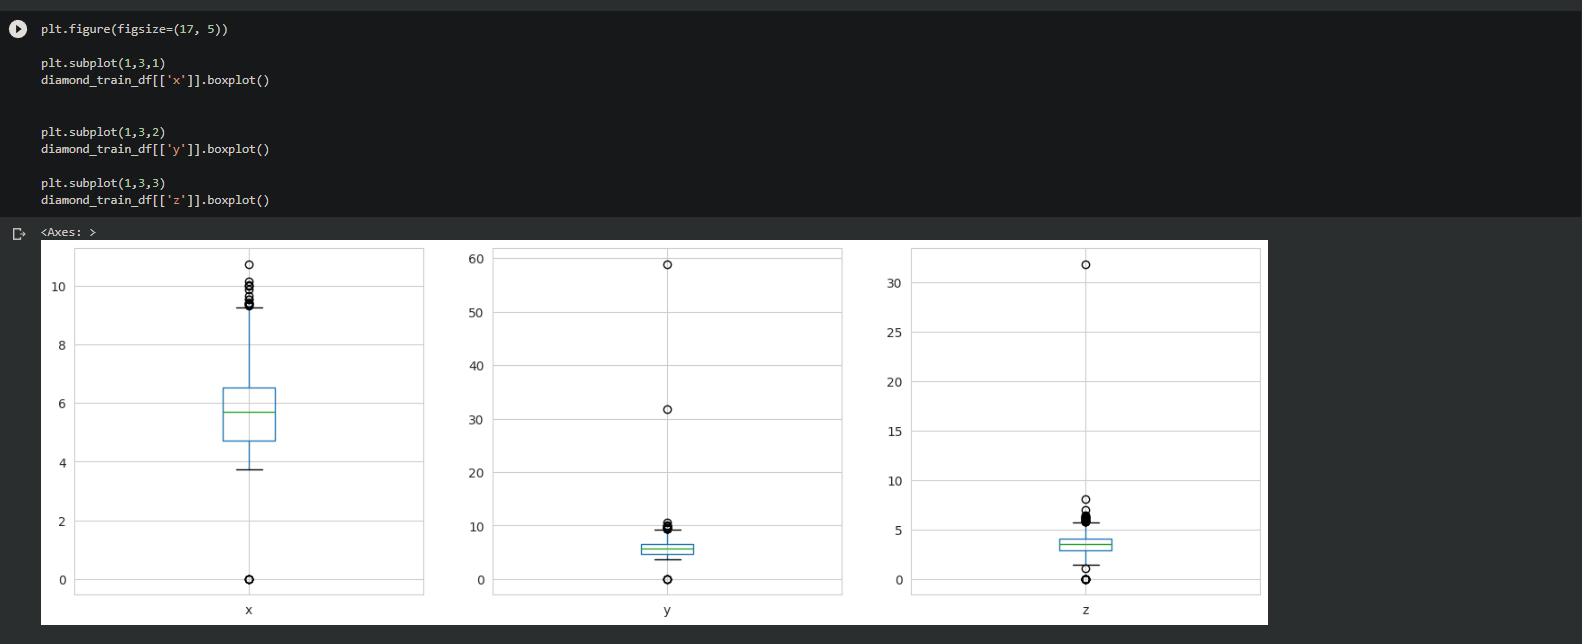 plt.figure(figsize=(17, 5))
plt.subplot(1,3,1)
diamond_train_df[['x']].boxplot()
plt.subplot(1,3,2)
diamond_train_df[['y']].boxplot()
plt.subplot(1,3,3)
diamond_train_df[['z']].boxplot()
<Axes: >
10
8
6
4
2
0
x
60
50
40
30
20
10
0
y
30
25
20
15
10
5
0
z